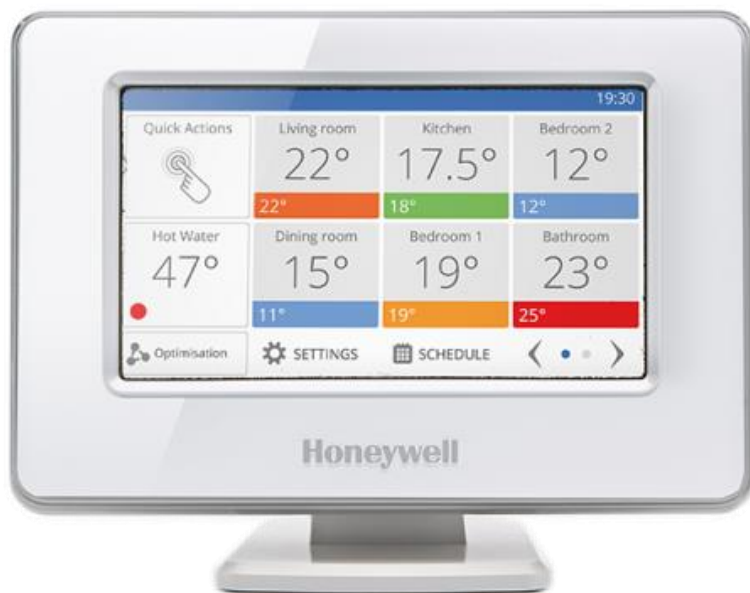 19:30
Quick Actions
Living room
22°
22°
Kitchen
17.5°
18°
Bedroom 2
12°
12°
Hot Water
47°
Dining room
15°
11°
Bedroom 1
19°
19°
Bathroom
23°
25°
Optimisation
SETTINGS
SCHEDULE
Honeywell